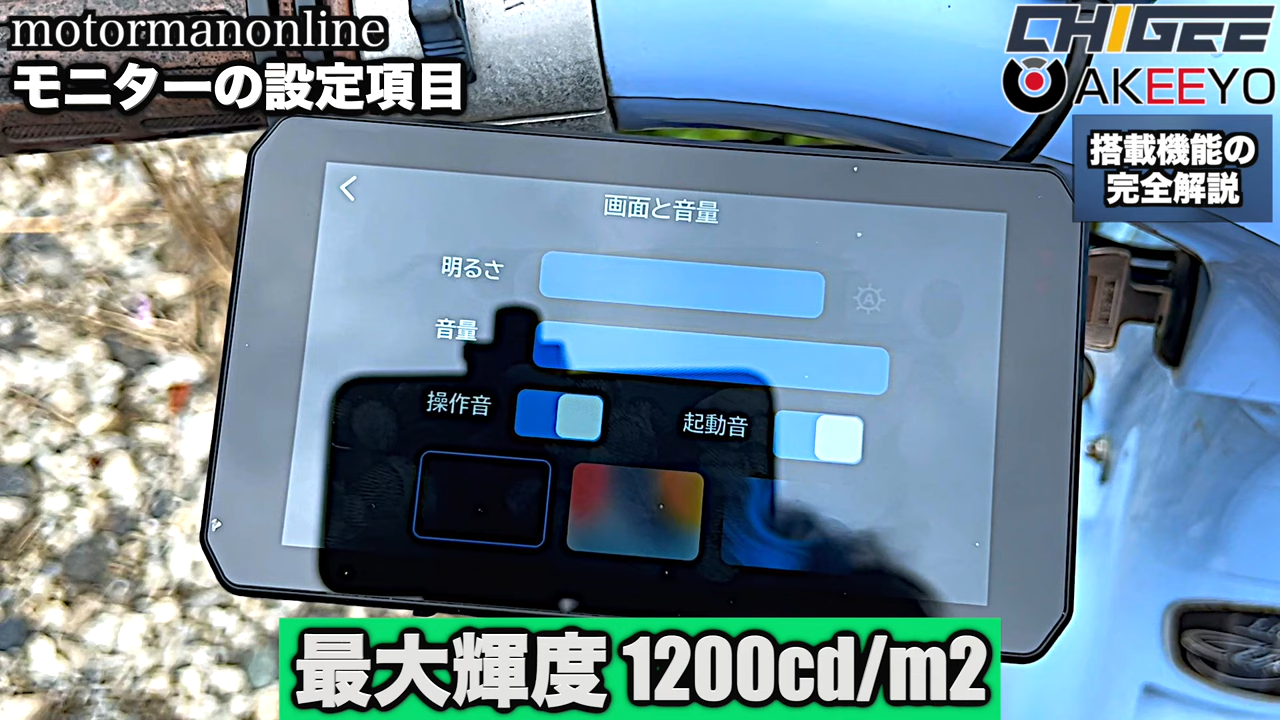 motormanonline
モニターの設定項目
CHIGEE
AKEEYO
搭載機能の
完全解説
画面と音量
明るさ
A
音量
操作音
起動音
最大輝度 1200cd/m2